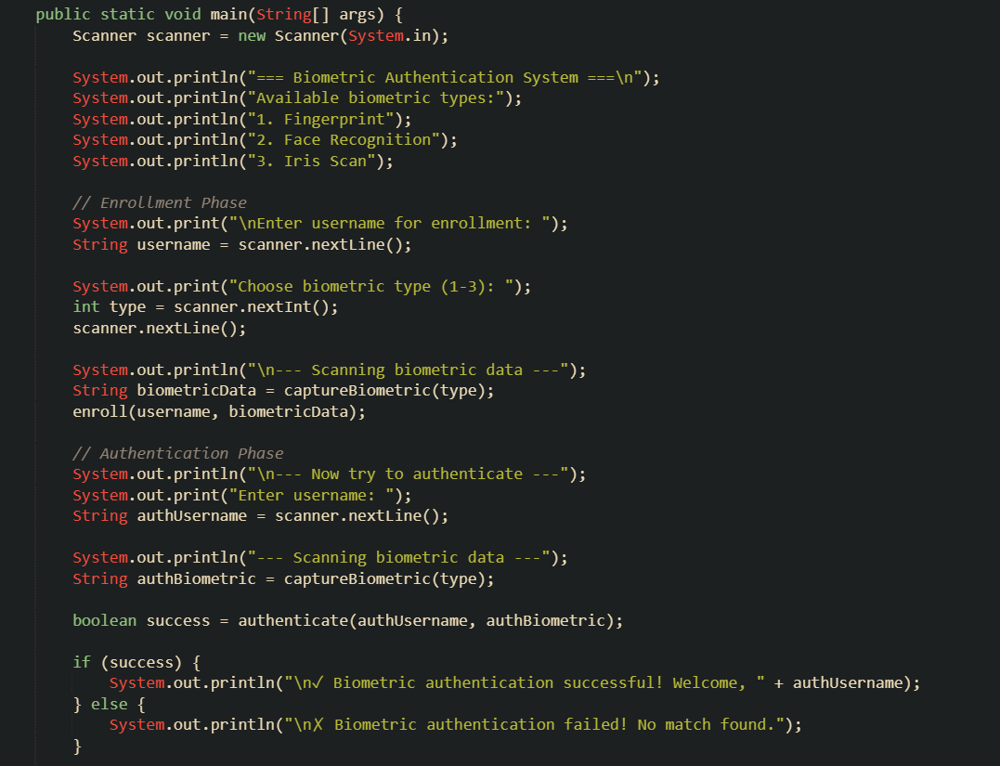 public static void main(String[] args) {
Scanner scanner = new Scanner(System.in);
System.out.println("=== Biometric Authentication System ===\n");
System.out.println("Available biometric types:");
System.out.println("1. Fingerprint");
System.out.println("2. Face Recognition");
System.out.println("3. Iris Scan");
// Enrollment Phase
System.out.print("\nEnter username for enrollment: ");
String username = scanner.nextLine();
System.out.print("Choose biometric type (1-3): ");
int type = scanner.nextInt();
scanner.nextLine();
System.out.println("\n--- Scanning biometric data ---");
String biometricData = captureBiometric(type);
enroll(username, biometricData);
// Authentication Phase
System.out.println("\n--- Now try to authenticate ---");
System.out.print("Enter username: ");
String authUsername = scanner.nextLine();
System.out.println("--- Scanning biometric data ---");
String authBiometric = captureBiometric(type);
boolean success = authenticate(authUsername, authBiometric);
if (success) {
System.out.println("\n✓ Biometric authentication successful! Welcome, " + authUsername);
} else {
System.out.println("\n✗ Biometric authentication failed! No match found.");
}